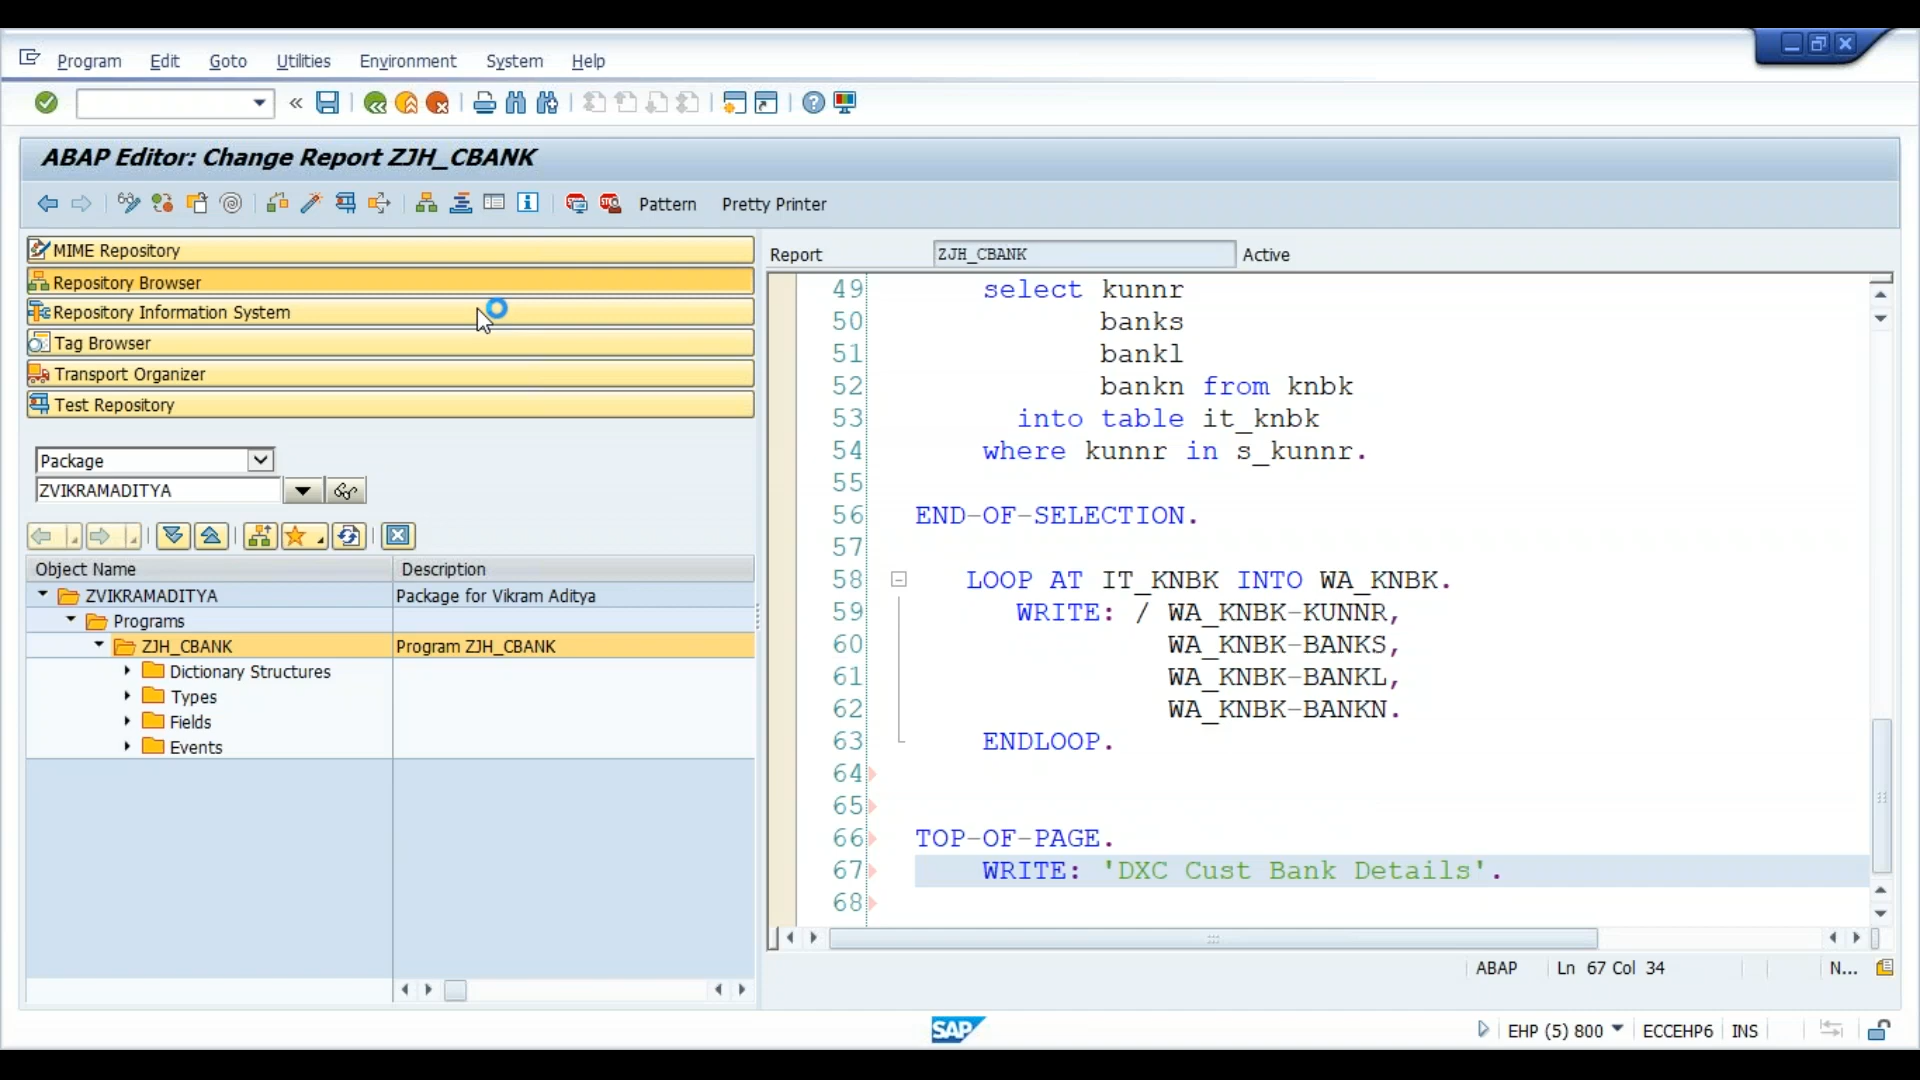 Program Edit Goto Utilities Environment System Help
ABAP Editor: Change Report ZJH_CBANK
Pattern Pretty Printer
MIME Repository
Repository Browser
Repository Information System
Tag Browser
Transport Organizer
Test Repository
Package
ZVIKRAMADITYA
Object Name Description
ZVIKRAMADITYA Package for Vikram Aditya
Programs
ZJH_CBANK Program ZJH_CBANK
Dictionary Structures
Types
Fields
Events
Report ZJH_CBANK Active
49 select kunnr
50 banks
51 bankl
52 bankn from knbk
53 into table it_knbk
54 where kunnr in s_kunnr.
55
56 END-OF-SELECTION.
57
58 LOOP AT IT_KNBK INTO WA_KNBK.
59 WRITE: / WA_KNBK-KUNNR,
60 WA_KNBK-BANKS,
61 WA_KNBK-BANKL,
62 WA_KNBK-BANKN.
63 ENDLOOP.
64
65
66 TOP-OF-PAGE.
67 WRITE: 'DXC Cust Bank Details'.
68
ABAP Ln 67 Col 34 N...
SAP EHP (5) 800 ECCEHP6 INS